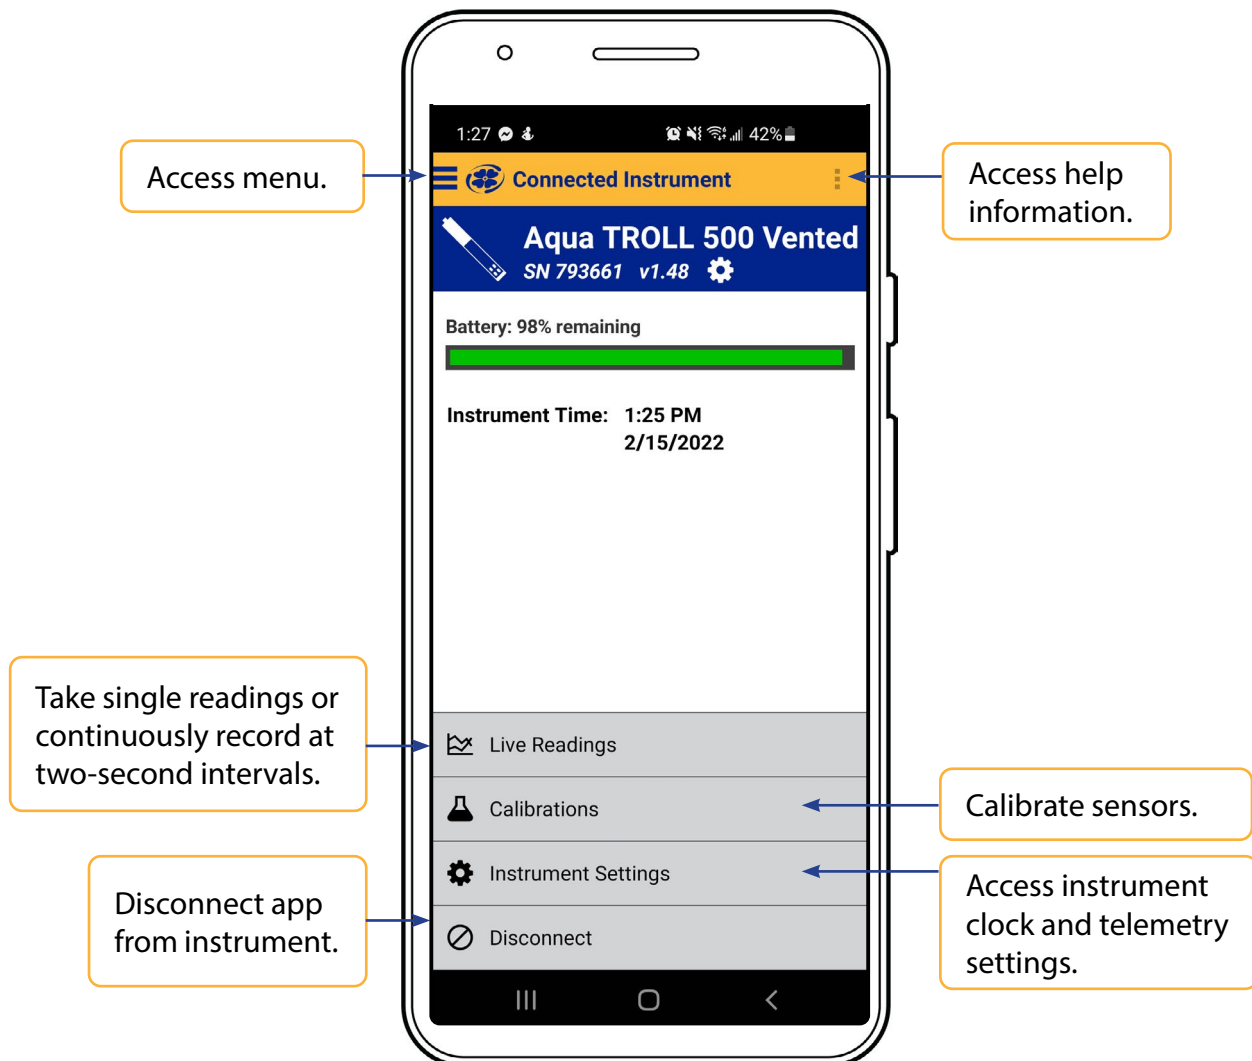 1:27 42%
Access menu.
Connected Instrument
Access help
information.
Aqua TROLL 500 Vented
SN 793661 v1.48
Battery: 98% remaining
Instrument Time: 1:25 PM
2/15/2022
Take single readings or
continuously record at
two-second intervals.
Live Readings
Calibrations
Calibrate sensors.
Instrument Settings
Access instrument
clock and telemetry
settings.
Disconnect app
from instrument.
Disconnect